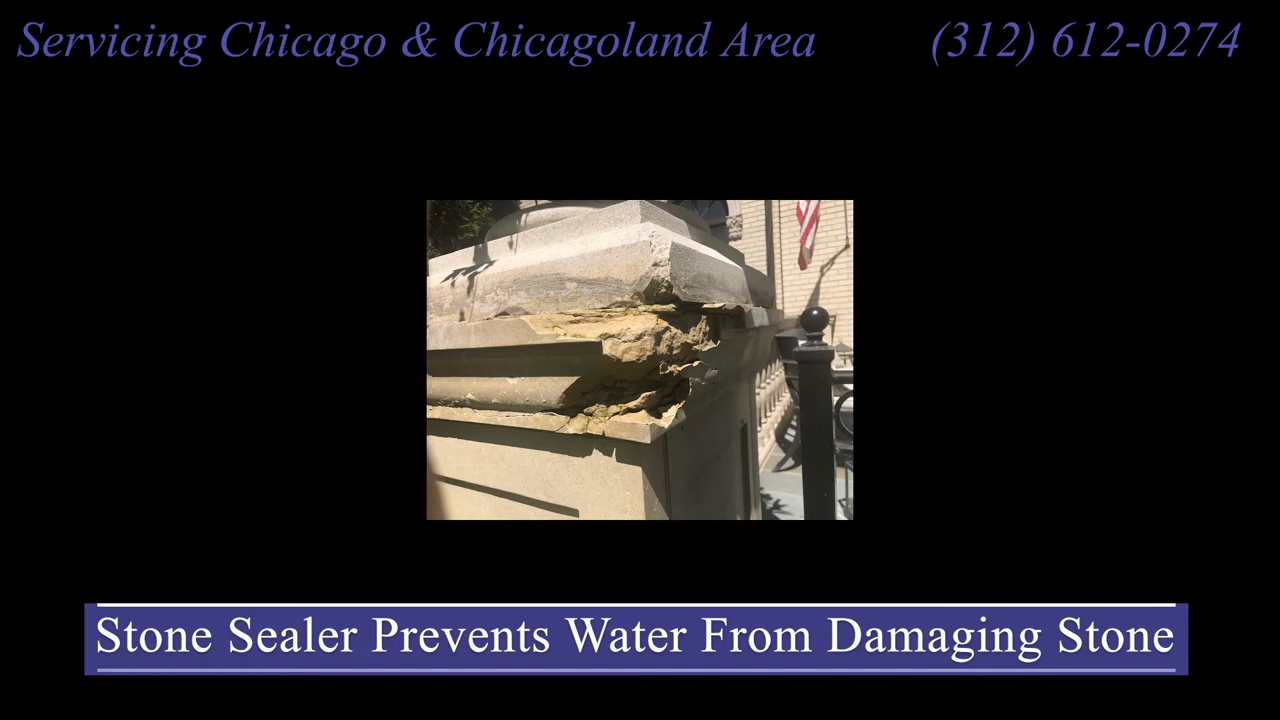 Servicing Chicago & Chicagoland Area (312) 612-0274
Stone Sealer Prevents Water From Damaging Stone